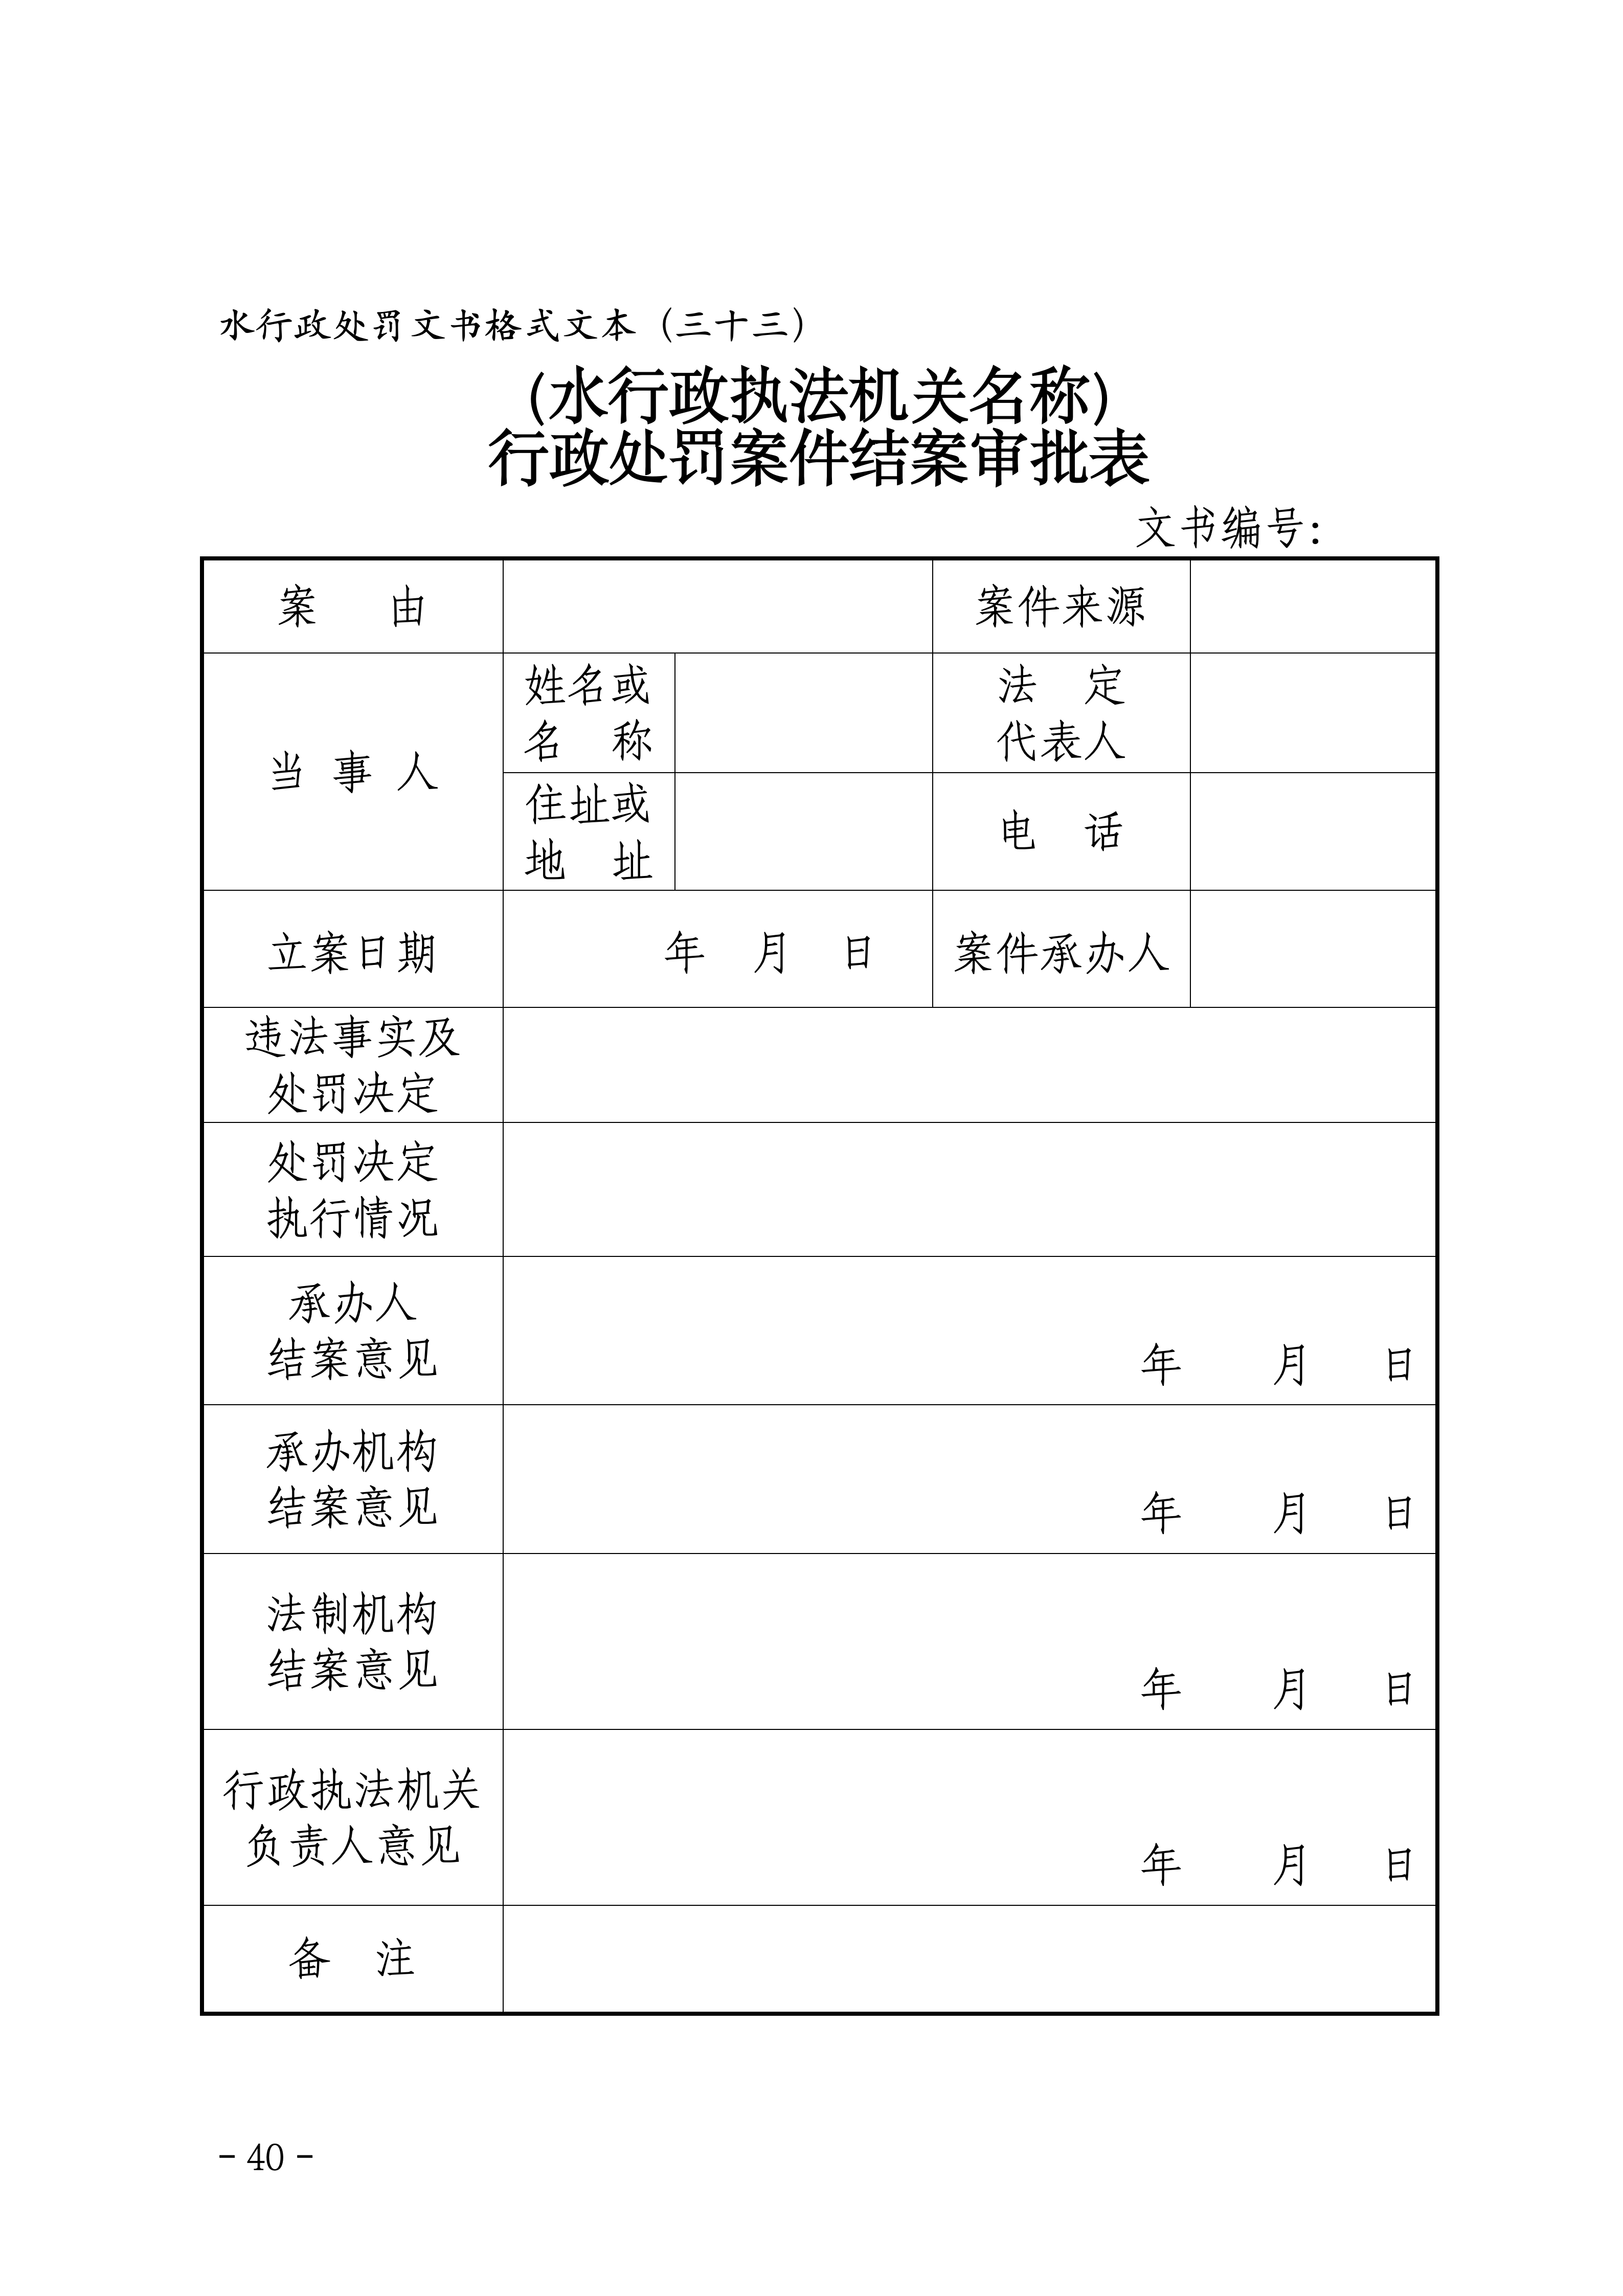 水行政处罚文书格式文本（三十三）
（水行政执法机关名称）
行政处罚案件结案审批表
文书编号：
案 由
案件来源
当 事 人
姓名或
名 称
法 定
代表人
住址或
地 址
电 话
立案日期
年 月 日
案件承办人
违法事实及
处罚决定
处罚决定
执行情况
承办人
结案意见
年 月 日
承办机构
结案意见
年 月 日
法制机构
结案意见
年 月 日
行政执法机关
负责人意见
年 月 日
备 注
- 40 -